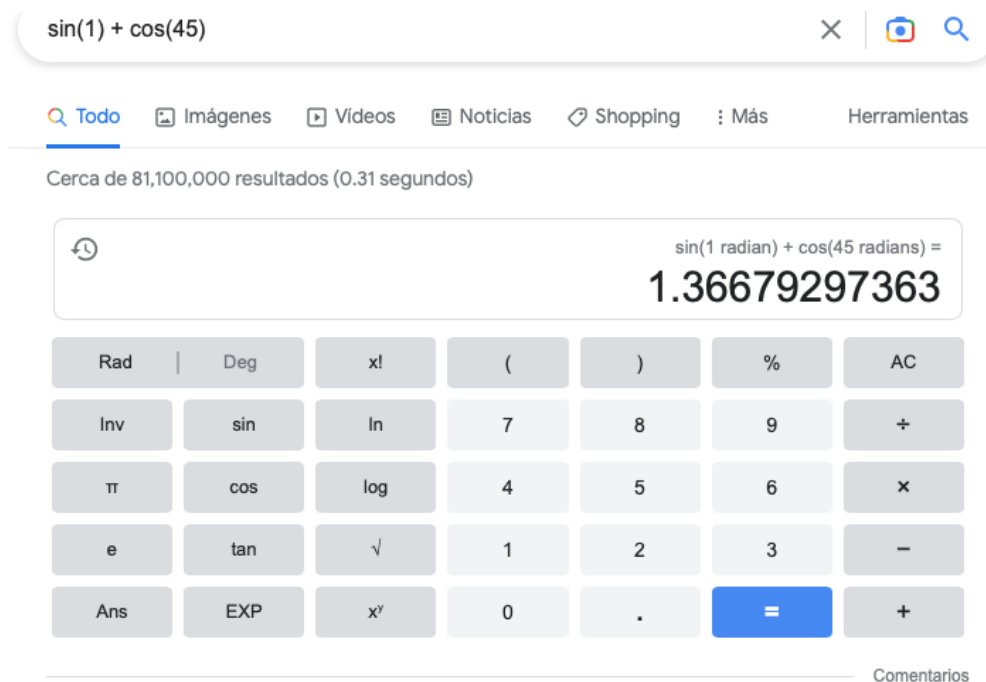 sin(1) + cos(45)
Todo Imágenes Vídeos Noticias Shopping Más Herramientas
Cerca de 81,100,000 resultados (0.31 segundos)
sin(1 radian) + cos(45 radians) =
1.36679297363
Rad | Deg x! ( ) % AC
Inv sin ln 7 8 9 ÷
π cos log 4 5 6 ×
e tan √ 1 2 3 −
Ans EXP xʸ 0 . = +
Comentarios